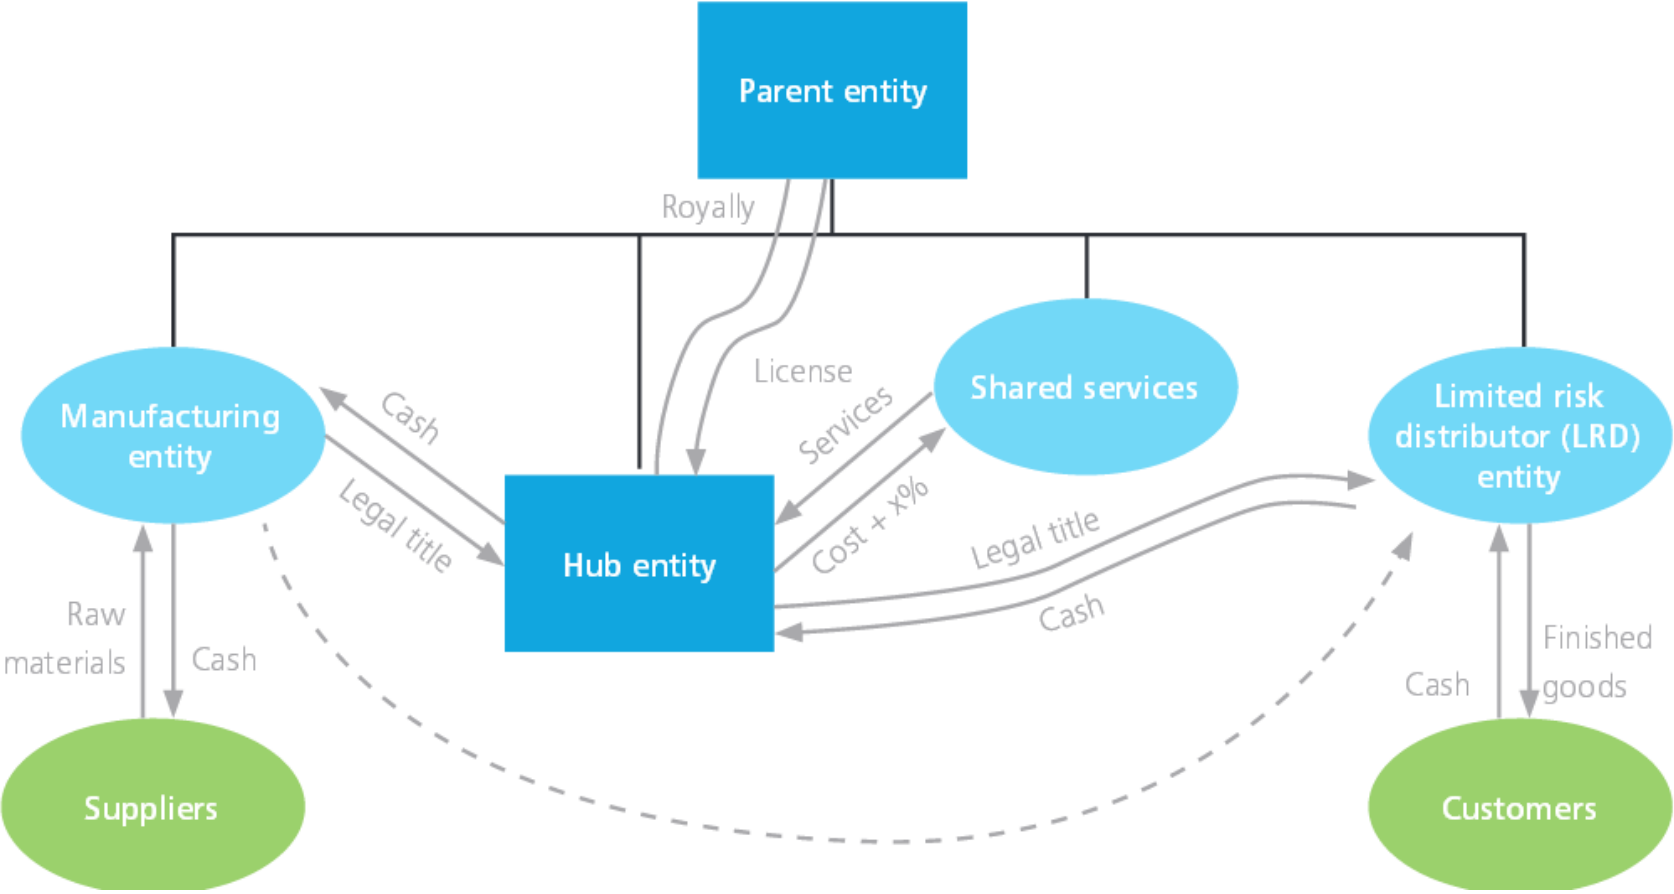 Parent entity
Royally
License
Shared services
Services
Cost + x%
Manufacturing
entity
Cash
Legal title
Hub entity
Limited risk
distributor (LRD)
entity
Legal title
Cash
Raw
materials
Cash
Finished
goods
Cash
Suppliers
Customers